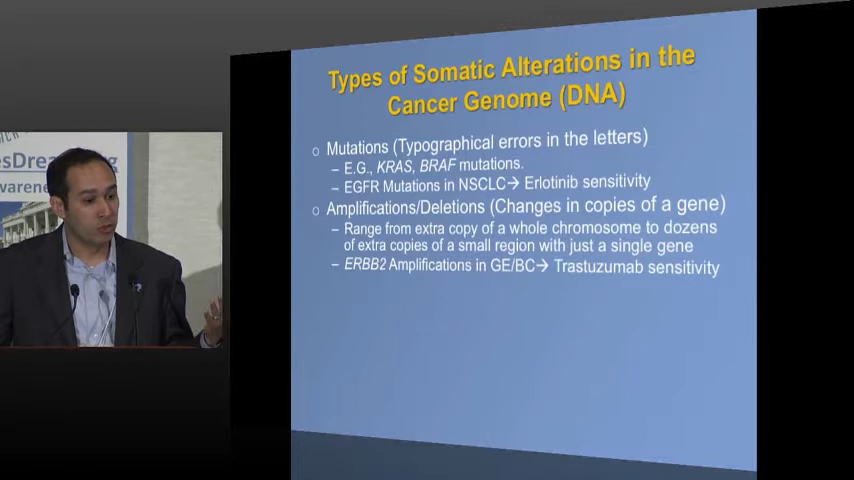 esDrea
g
warene
Types of Somatic Alterations in the
Cancer Genome (DNA)
o Mutations (Typographical errors in the letters)
– E.G., KRAS, BRAF mutations.
– EGFR Mutations in NSCLC→ Erlotinib sensitivity
o Amplifications/Deletions (Changes in copies of a gene)
– Range from extra copy of a whole chromosome to dozens
of extra copies of a small region with just a single gene
– ERBB2 Amplifications in GE/BC→ Trastuzumab sensitivity